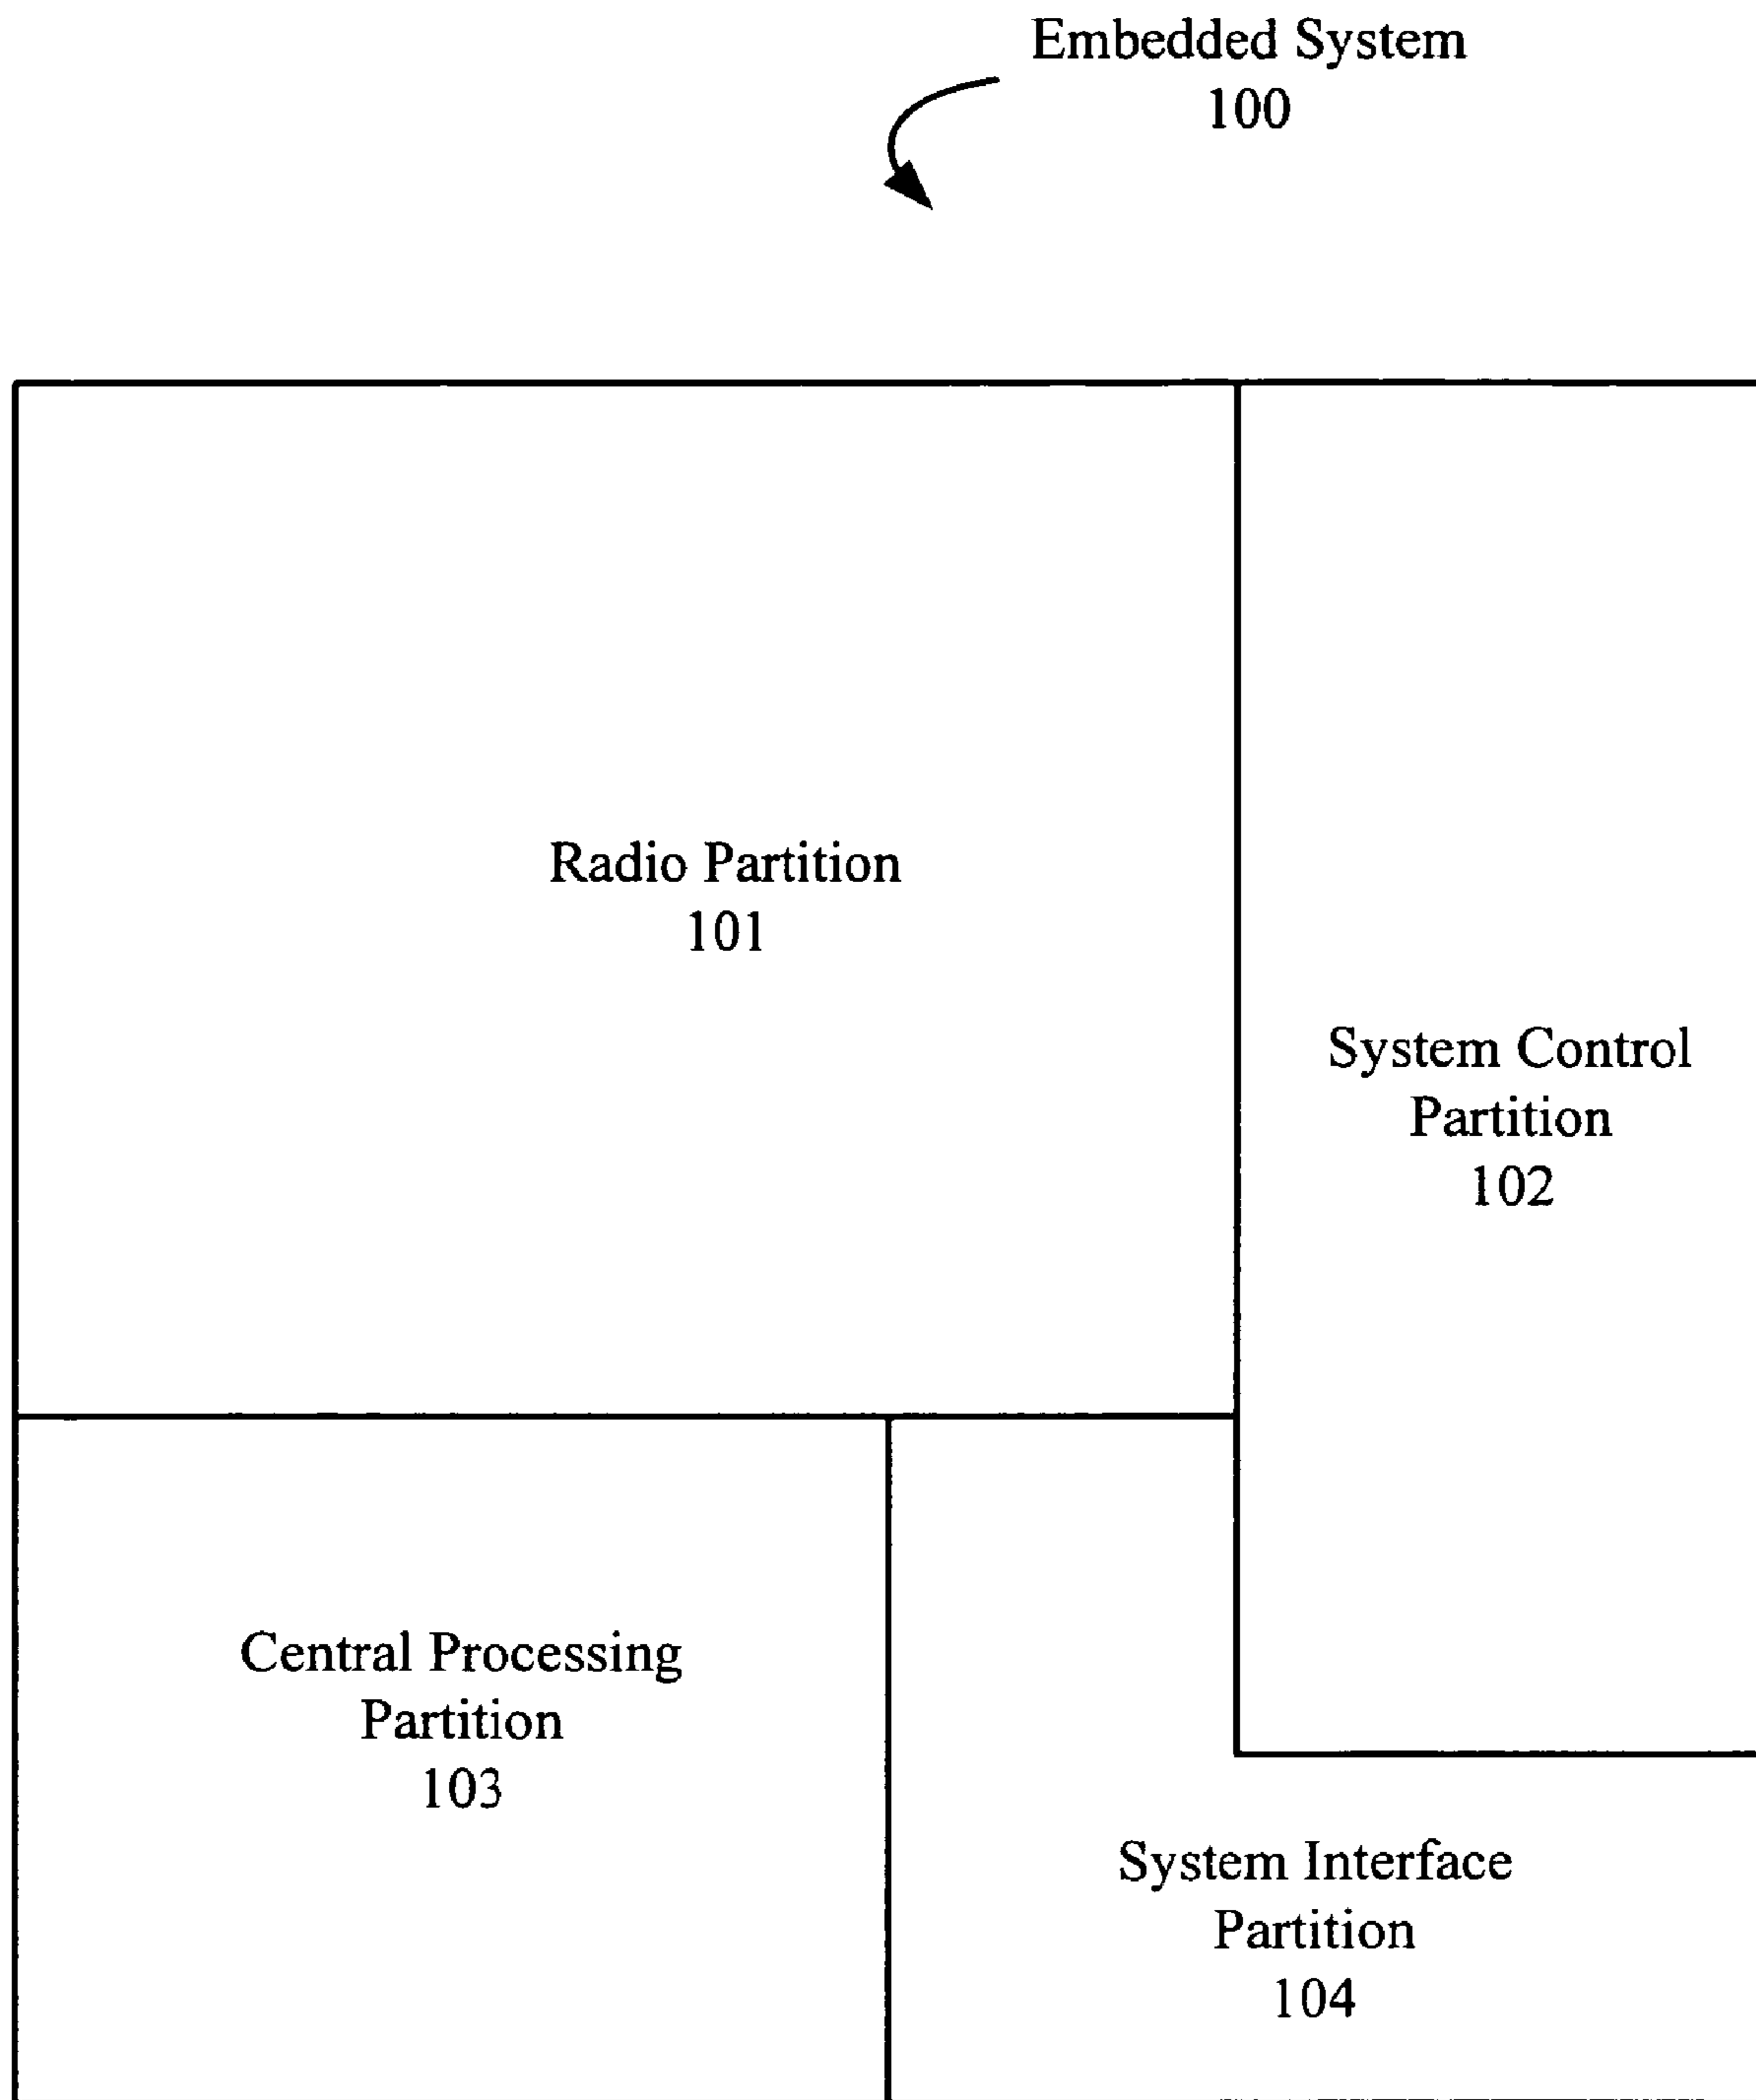 Embedded System
100
Radio Partition
101
System Control
Partition
102
Central Processing
Partition
103
System Interface
Partition
104